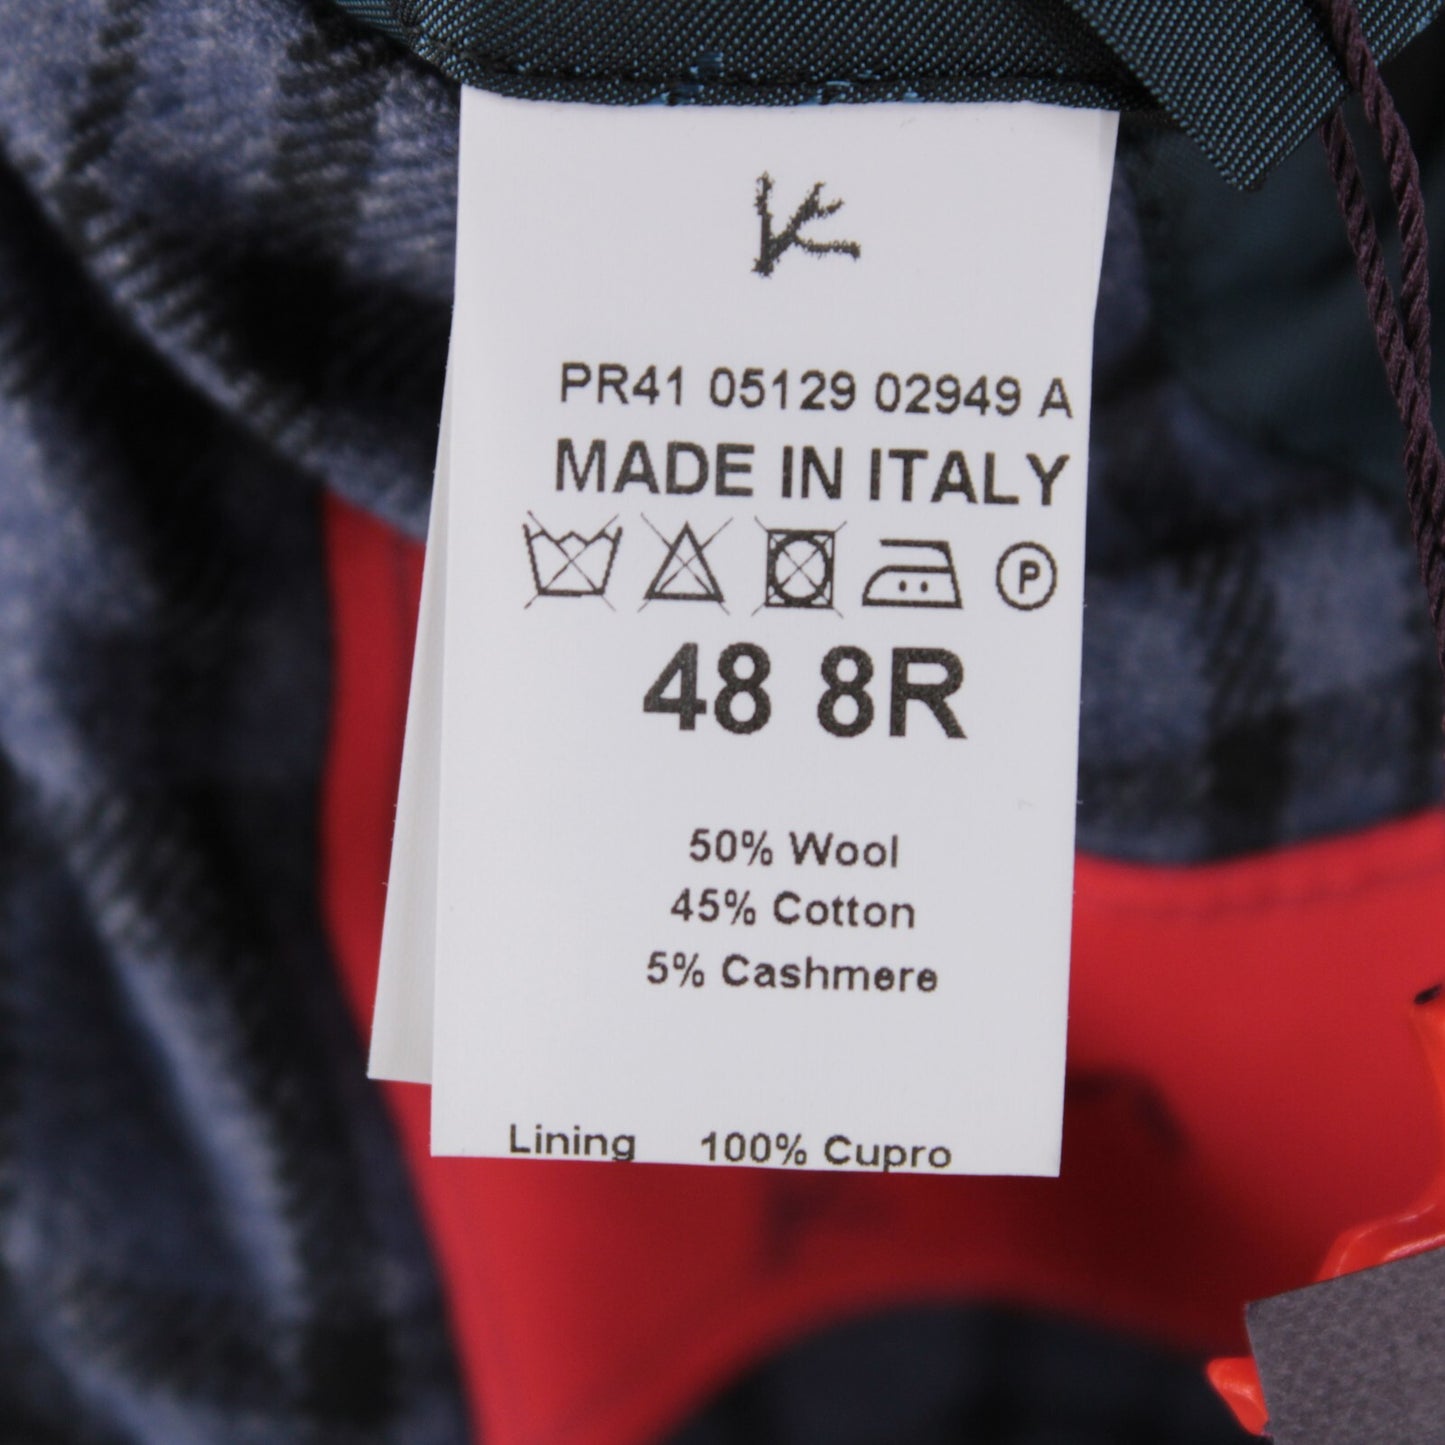 PR41 05129 02949 A
MADE IN ITALY
P
48 8R
50% Wool
45% Cotton
5% Cashmere
Lining 100% Cupro